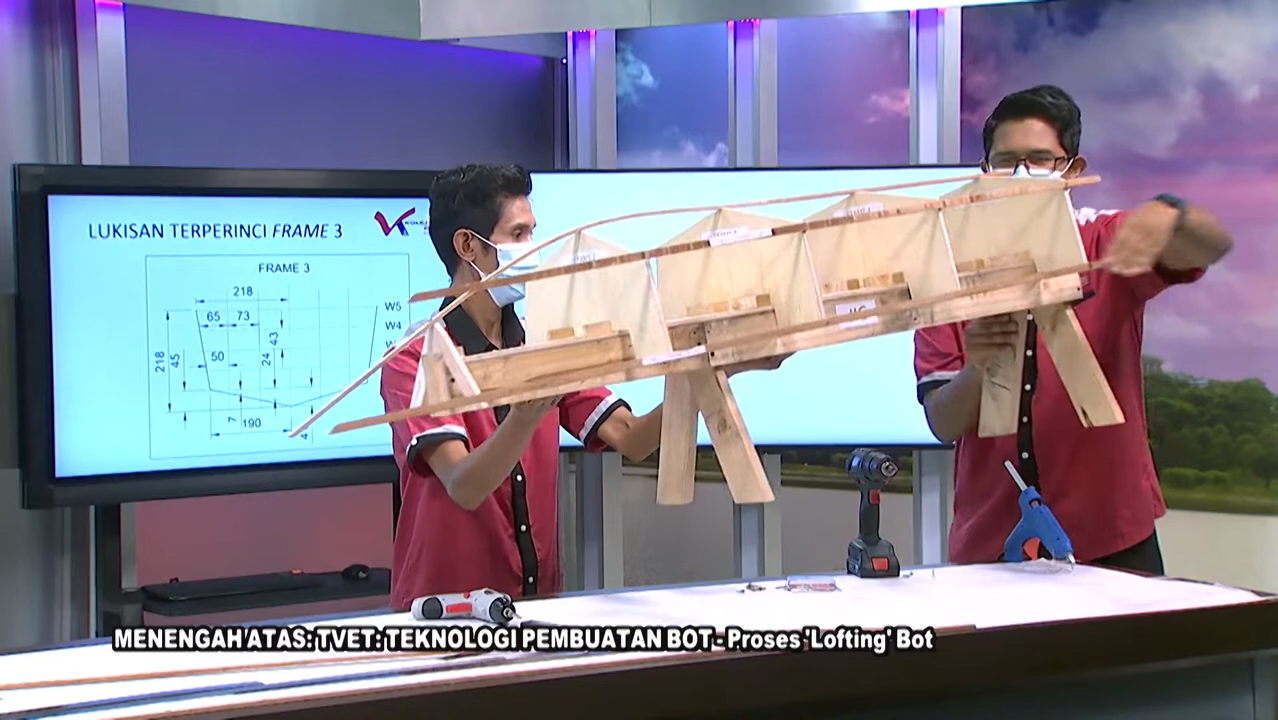 LUKISAN TERPERINCI FRAME 3
FRAME 3
218
W5
65 73
W4
43
218
45
50
24
7
190
MENENGAH ATAS: TVET: TEKNOLOGI PEMBUATAN BOT - Proses 'Lofting' Bot